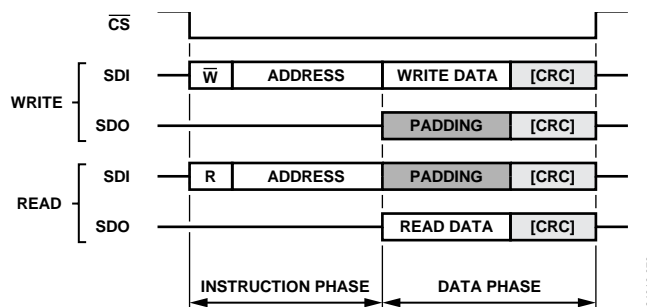 CS
SDI W ADDRESS WRITE DATA [CRC]
WRITE
SDO PADDING [CRC]
SDI R ADDRESS PADDING [CRC]
READ
SDO READ DATA [CRC]
INSTRUCTION PHASE DATA PHASE